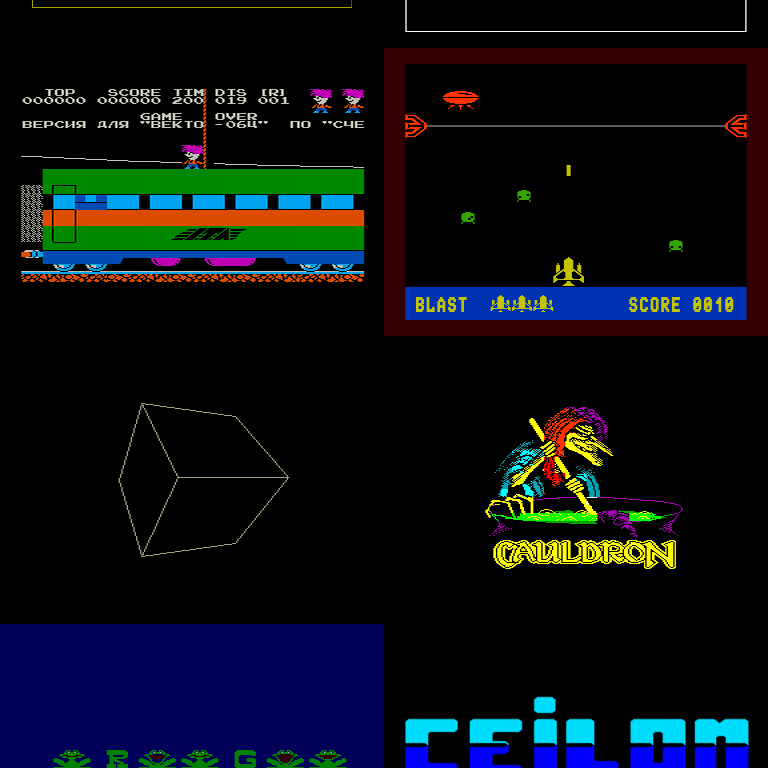 TOP SCORE TIM DIS [R]
000000 000000 200 019 001
GAME OVER
ВЕРСИЯ ДЛЯ "ВЕКТО -06Ц" ПО "СЧЕ
BLAST SCORE 0010
CAULDRON
R G
CEILON